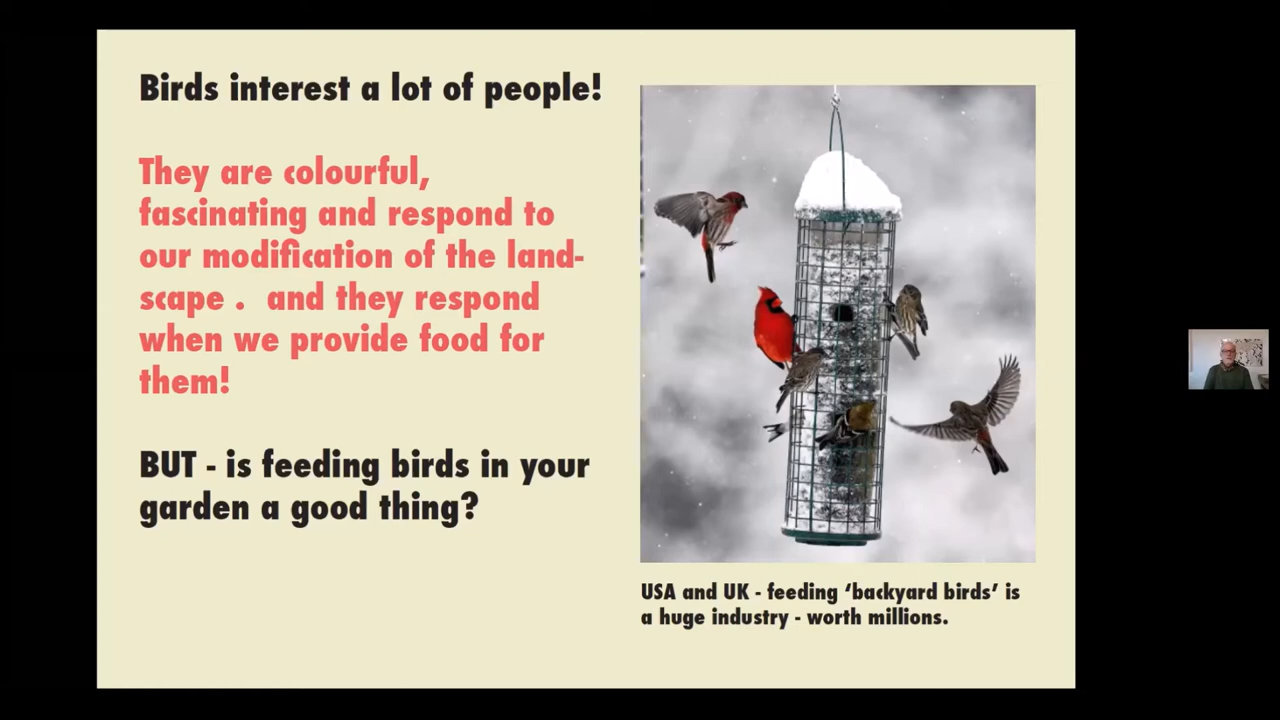 Birds interest a lot of people!
They are colourful,
fascinating and respond to
our modification of the land-
scape .  and they respond
when we provide food for
them!
BUT - is feeding birds in your
garden a good thing?
USA and UK - feeding ‘backyard birds’ is
a huge industry - worth millions.